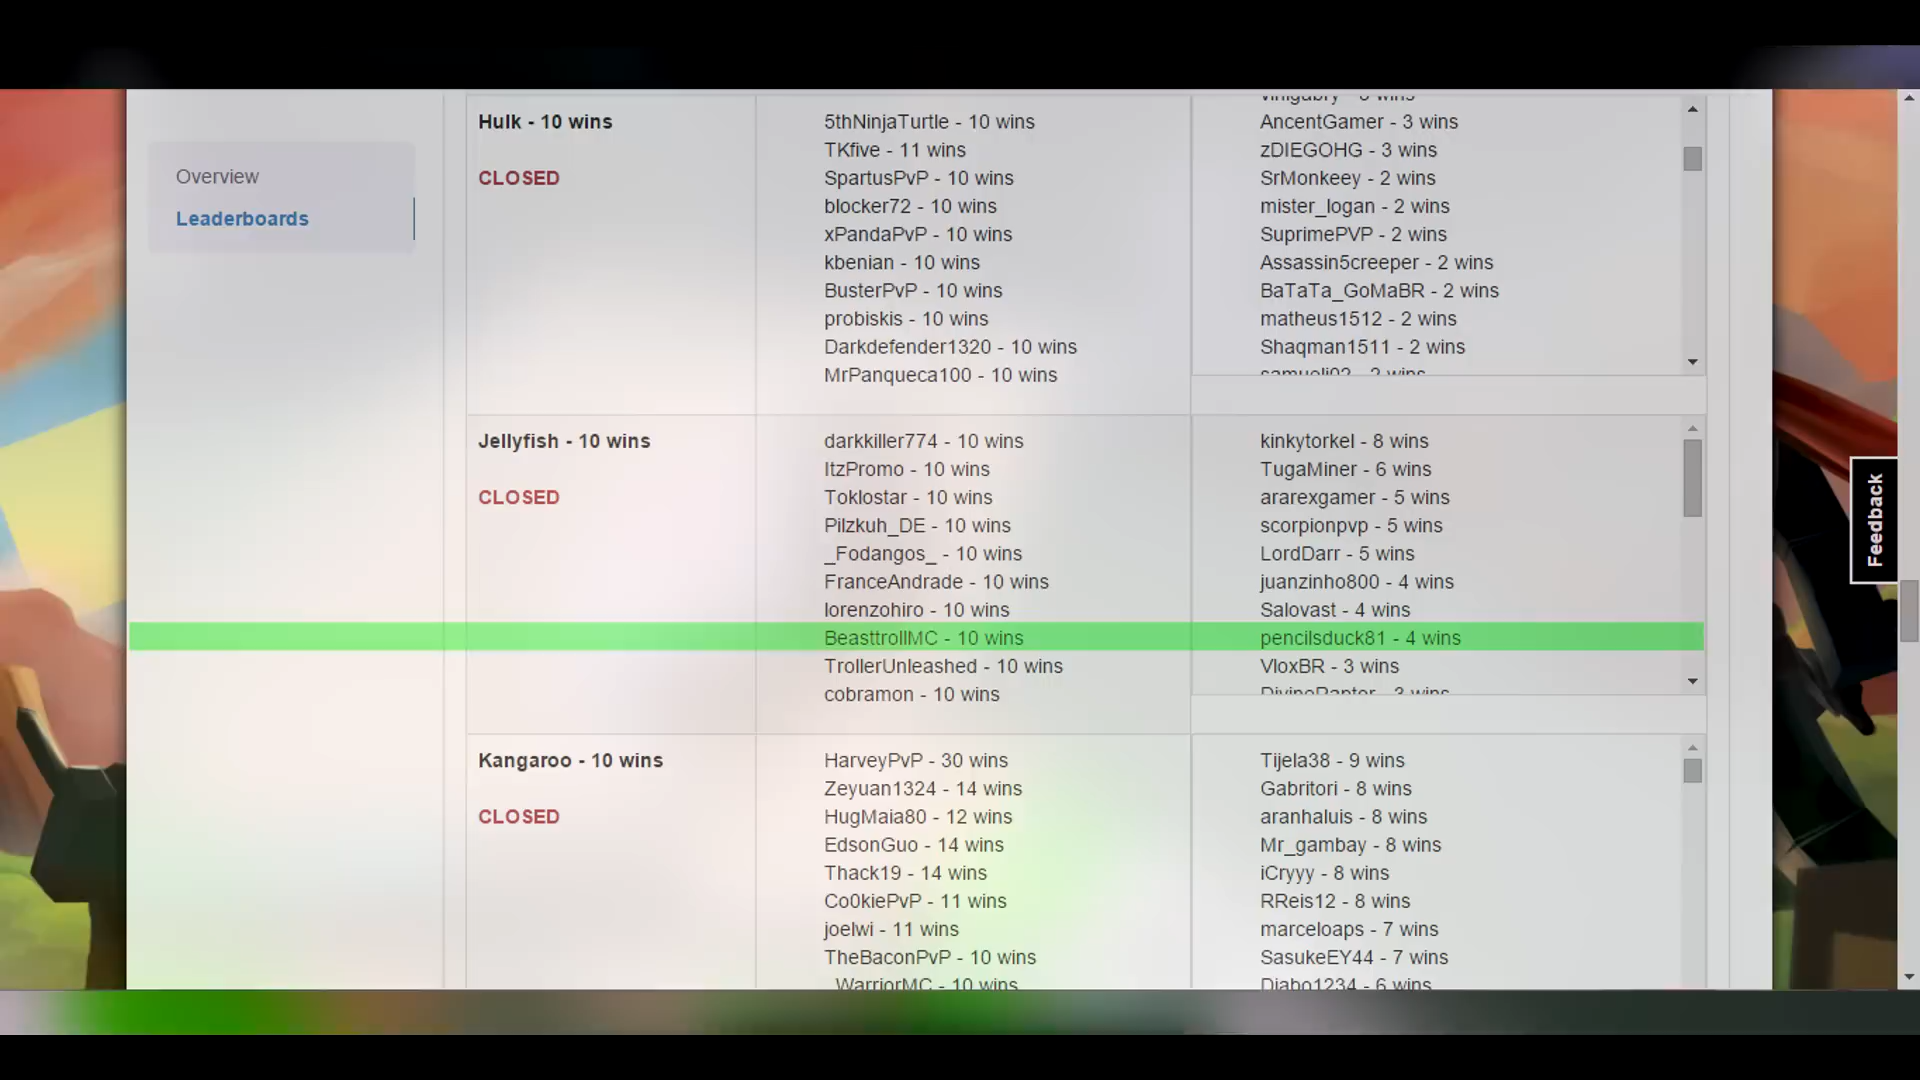 Overview
Leaderboards
Hulk - 10 wins
CLOSED
5thNinjaTurtle - 10 wins
TKfive - 11 wins
SpartusPvP - 10 wins
blocker72 - 10 wins
xPandaPvP - 10 wins
kbenian - 10 wins
BusterPvP - 10 wins
probiskis - 10 wins
Darkdefender1320 - 10 wins
MrPanqueca100 - 10 wins
AncentGamer - 3 wins
zDIEGOHG - 3 wins
SrMonkeey - 2 wins
mister_logan - 2 wins
SuprimePVP - 2 wins
Assassin5creeper - 2 wins
BaTaTa_GoMaBR - 2 wins
matheus1512 - 2 wins
Shaqman1511 - 2 wins
Jellyfish - 10 wins
CLOSED
darkkiller774 - 10 wins
ItzPromo - 10 wins
Toklostar - 10 wins
Pilzkuh_DE - 10 wins
_Fodangos_ - 10 wins
FranceAndrade - 10 wins
lorenzohiro - 10 wins
BeasttrollMC - 10 wins
TrollerUnleashed - 10 wins
cobramon - 10 wins
kinkytorkel - 8 wins
TugaMiner - 6 wins
ararexgamer - 5 wins
scorpionpvp - 5 wins
LordDarr - 5 wins
juanzinho800 - 4 wins
Salovast - 4 wins
pencilsduck81 - 4 wins
VloxBR - 3 wins
DivineRaptor - 3 wins
Kangaroo - 10 wins
CLOSED
HarveyPvP - 30 wins
Zeyuan1324 - 14 wins
HugMaia80 - 12 wins
EdsonGuo - 14 wins
Thack19 - 14 wins
Co0kiePvP - 11 wins
joelwi - 11 wins
TheBaconPvP - 10 wins
_WarriorMC - 10 wins
Tijela38 - 9 wins
Gabritori - 8 wins
aranhaluis - 8 wins
Mr_gambay - 8 wins
iCryyy - 8 wins
RReis12 - 8 wins
marceloaps - 7 wins
SasukeEY44 - 7 wins
Diabo1234 - 6 wins
Feedback